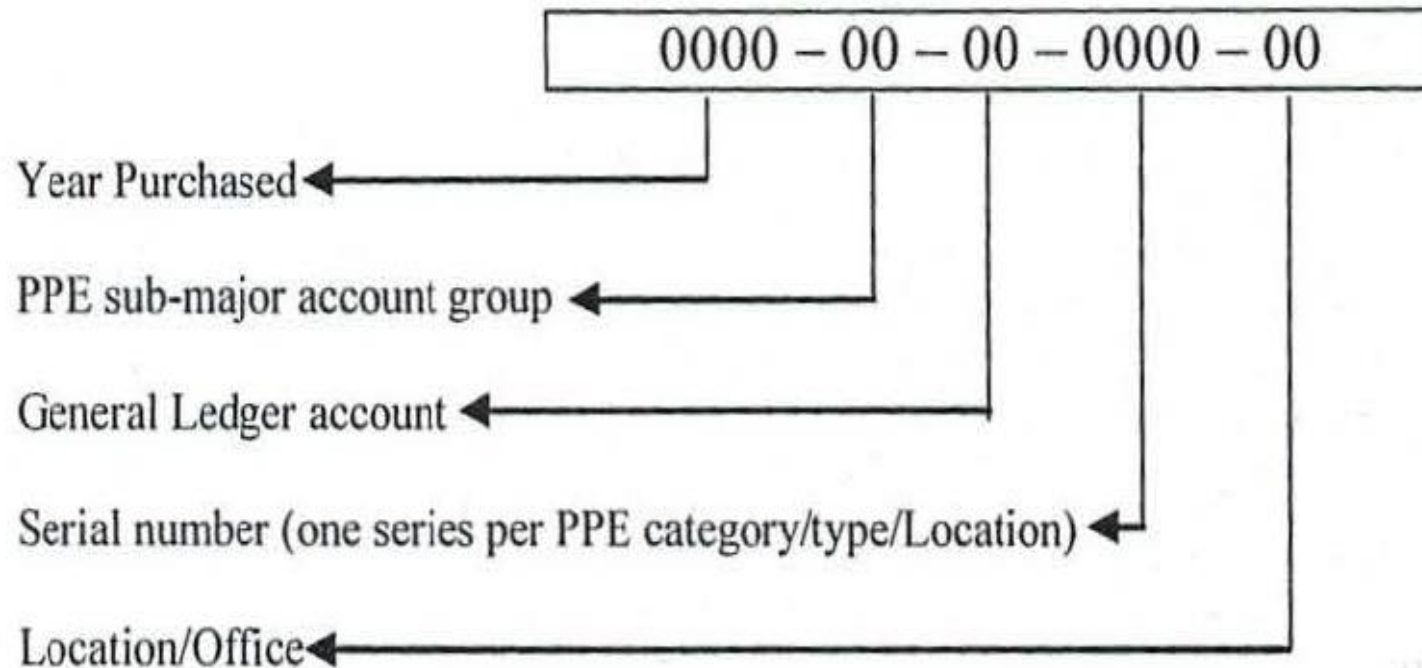 0000 – 00 – 00 – 0000 – 00
Year Purchased
PPE sub-major account group
General Ledger account
Serial number (one series per PPE category/type/Location)
Location/Office